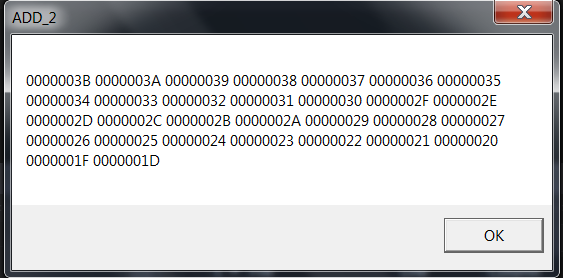 ADD_2
0000003B 0000003A 00000039 00000038 00000037 00000036 00000035
00000034 00000033 00000032 00000031 00000030 0000002F 0000002E
0000002D 0000002C 0000002B 0000002A 00000029 00000028 00000027
00000026 00000025 00000024 00000023 00000022 00000021 00000020
0000001F 0000001D
OK